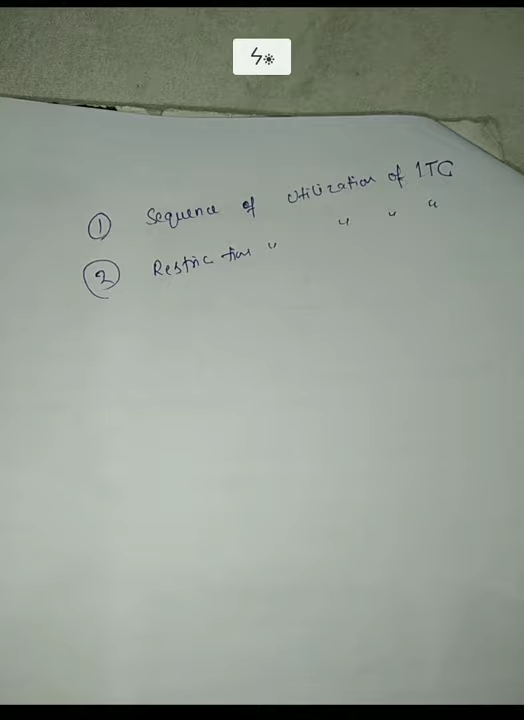 ① Sequence of Utilization of ITC
② Restriction " " " "